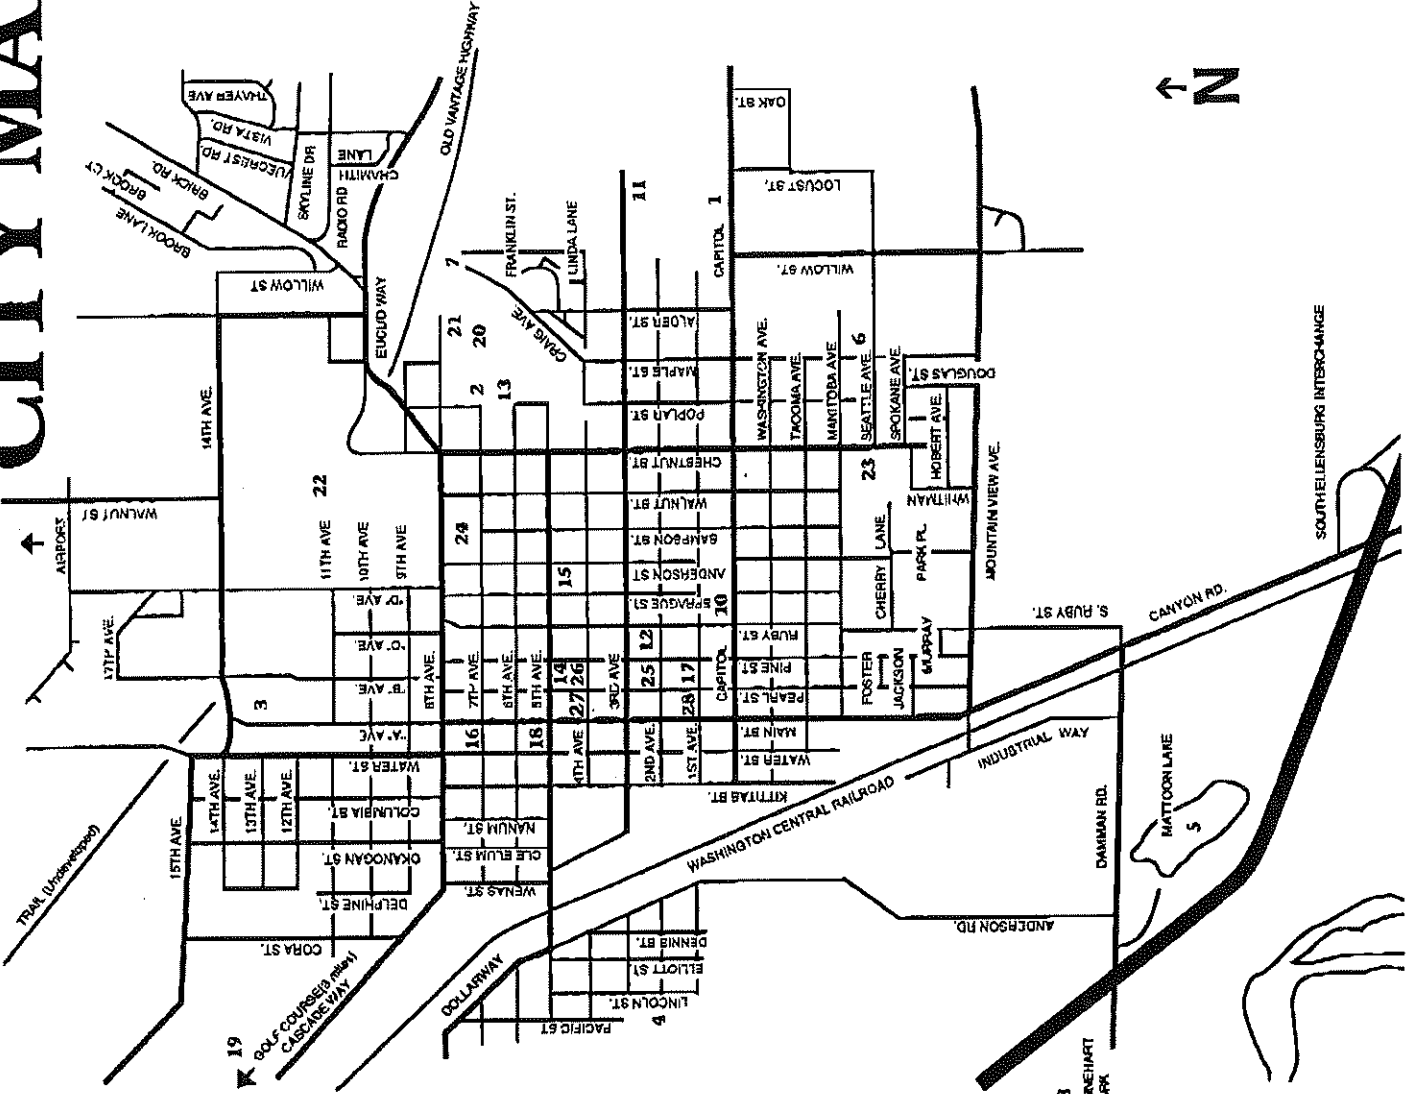 CITY MA
N
AIRPORT
WALNUT ST
14TH AVE.
17TH AVE.
THAYER AVE
VISTA RD.
VUECREST RD.
BRICK RD.
BROOK CT
BROOK LANE
SKYLINE DR
RADIO RD
CHAMITH
LANE
OLD VANTAGE HIGHWAY
WILLOW ST
EUCLID WAY
FRANKLIN ST.
LINDA LANE
CRAIG AVE.
7
11
1
CAPITOL
OAK ST.
LOCUST ST.
WILLOW ST.
ALDER ST.
MAPLE ST.
POPLAR ST
CHESTNUT ST.
WALNUT ST.
SAMPSON ST.
ANDERSON ST
SPRAGUE ST.
21
20
2
13
22
24
15
10
12
WASHINGTON AVE.
TACOMA AVE.
MANITOBA AVE
SEATTLE AVE.
6
SPOKANE AVE.
DOUGLAS ST.
HOBERT AVE.
WHITMAN
23
MOUNTAIN VIEW AVE.
CHERRY LANE
PARK PL.
11TH AVE
10TH AVE
9TH AVE
"D" AVE.
"C" AVE.
"B" AVE.
"A" AVE
8TH AVE.
7TH AVE.
6TH AVE.
5TH AVE.
14
26
27
3RD AVE.
25
17
28
CAPITOL
RUBY ST.
PINE ST.
PEARL ST.
MAIN ST
WATER ST.
KITTITAS ST.
FOSTER
JACKSON
MURRAY
S. RUBY ST.
CANYON RD.
SOUTH ELLENSBURG INTERCHANGE
3
16
18
4TH AVE
2ND AVE.
1ST AVE.
WATER ST.
COLUMBIA ST.
OKANOGAN ST.
DELPHINE ST.
CORA ST.
14TH AVE.
13TH AVE.
12TH AVE.
15TH AVE.
TRAIL (Undeveloped)
NANUM ST.
CLE ELUM ST.
WENAS ST.
WASHINGTON CENTRAL RAILROAD
INDUSTRIAL WAY
DAMMAN RD.
MATTOON LAKE
5
ANDERSON RD.
DENNIS ST.
ELLIOTT ST.
LINCOLN ST.
PACIFIC ST
4
DOLLARWAY
19
GOLF COURSE (3 miles)
CASCADE WAY
NEHART
RK